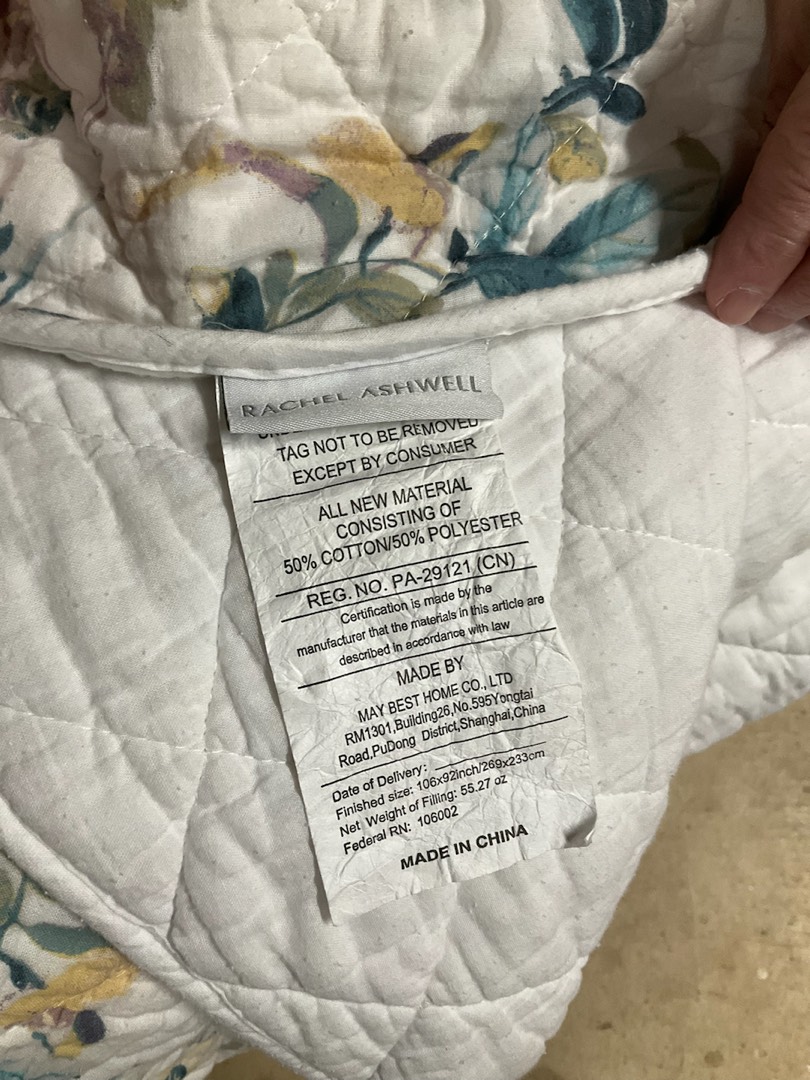 RACHEL ASHWELL
TAG NOT TO BE REMOVED
EXCEPT BY CONSUMER
ALL NEW MATERIAL
CONSISTING OF
50% COTTON/50% POLYESTER
REG. NO. PA-29121 (CN)
Certification is made by the
manufacturer that the materials in this article are
described in accordance with law
MADE BY
MAY BEST HOME CO., LTD
RM1301,Building26,No.595Yongtai
Road,PuDong District,Shanghai,China
Date of Delivery:
Finished size: 106x92inch/269x233cm
Net Weight of Filling: 55.27 oz
Federal RN: 106002
MADE IN CHINA